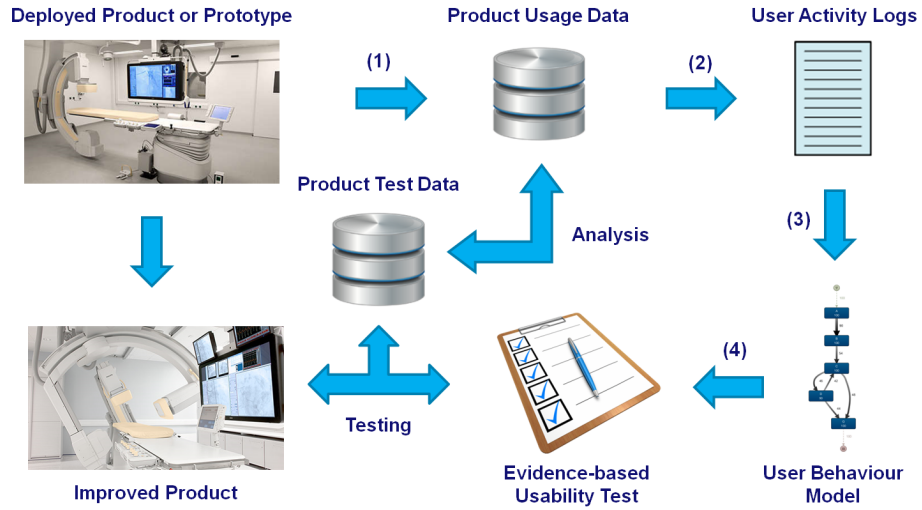 Deployed Product or Prototype
Product Usage Data
User Activity Logs
(1)
(2)
Product Test Data
(3)
Analysis
(4)
Testing
Improved Product
Evidence-based
Usability Test
User Behaviour
Model